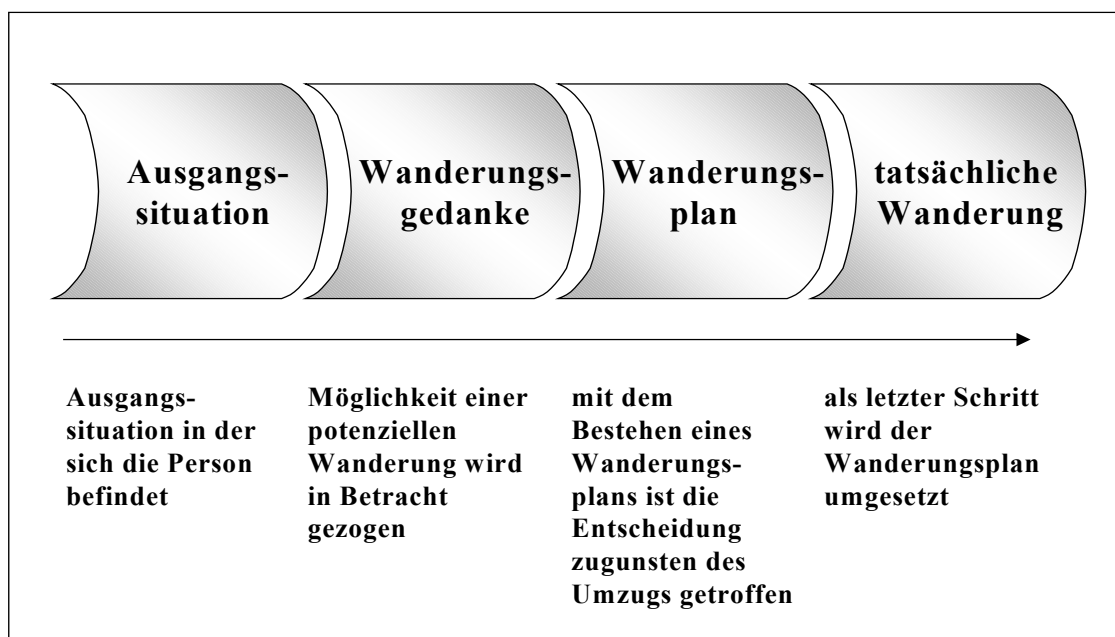 Ausgangs-
situation
Wanderungs-
gedanke
Wanderungs-
plan
tatsächliche
Wanderung
Ausgangs-
situation in der
sich die Person
befindet
Möglichkeit einer
potenziellen
Wanderung wird
in Betracht
gezogen
mit dem
Bestehen eines
Wanderungs-
plans ist die
Entscheidung
zugunsten des
Umzugs getroffen
als letzter Schritt
wird der
Wanderungsplan
umgesetzt